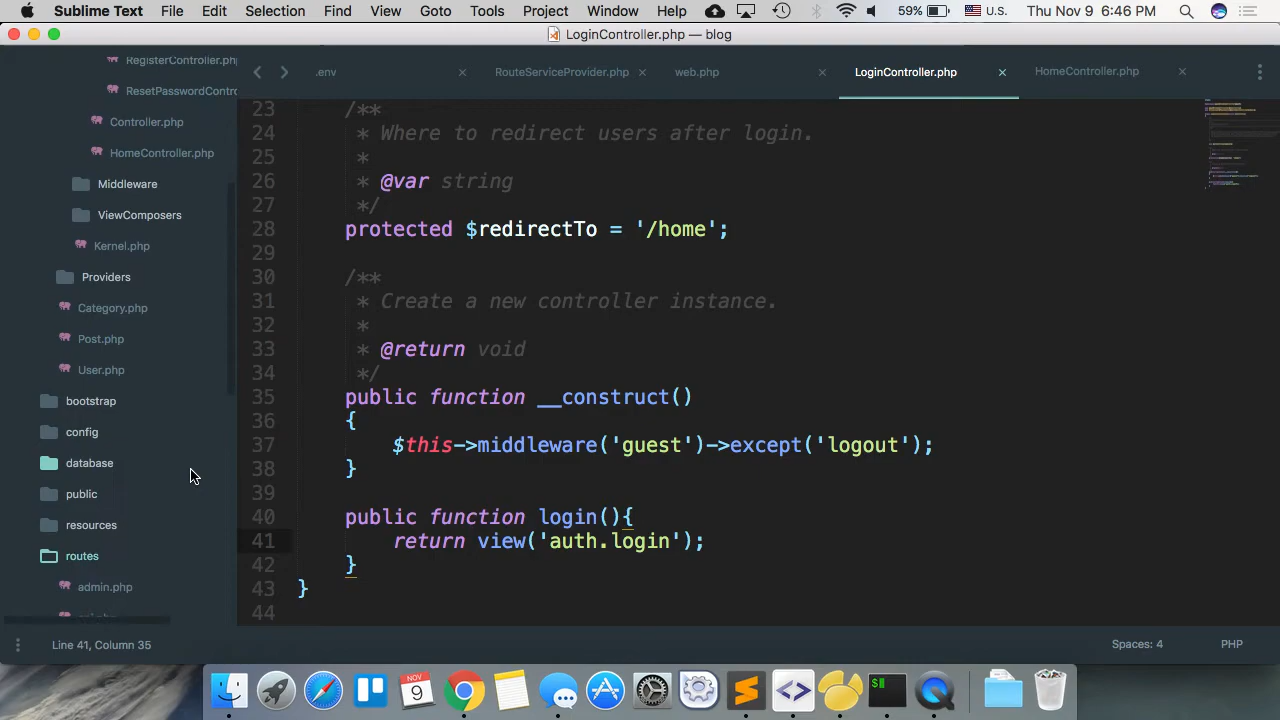 Sublime Text File Edit Selection Find View Goto Tools Project Window Help 59% U.S. Thu Nov 9 6:46 PM
LoginController.php — blog
.env RouteServiceProvider.php web.php LoginController.php HomeController.php
RegisterController.php
ResetPasswordContro
Controller.php
HomeController.php
Middleware
ViewComposers
Kernel.php
Providers
Category.php
Post.php
User.php
bootstrap
config
database
public
resources
routes
admin.php
23 /**
24 * Where to redirect users after login.
25 *
26 * @var string
27 */
28 protected $redirectTo = '/home';
29
30 /**
31 * Create a new controller instance.
32 *
33 * @return void
34 */
35 public function __construct()
36 {
37 $this->middleware('guest')->except('logout');
38 }
39
40 public function login(){
41 return view('auth.login');
42 }
43 }
44
Line 41, Column 35 Spaces: 4 PHP
NOV
9
$